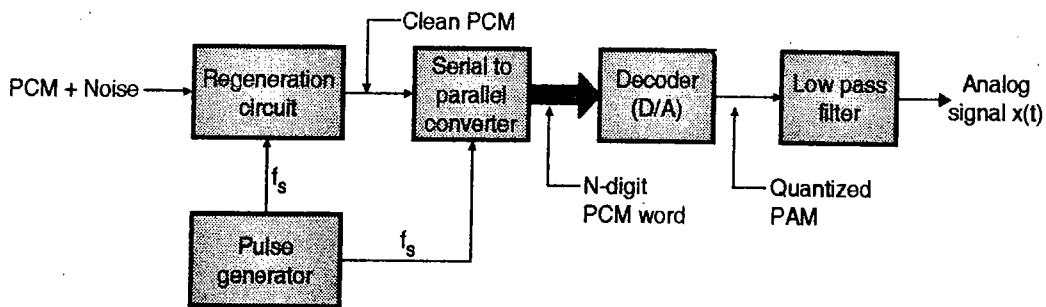 Clean PCM
PCM + Noise
Regeneration
circuit
Serial to
parallel
converter
Decoder
(D/A)
Low pass
filter
Analog
signal x(t)
fs
N-digit
PCM word
Quantized
PAM
Pulse
generator
fs